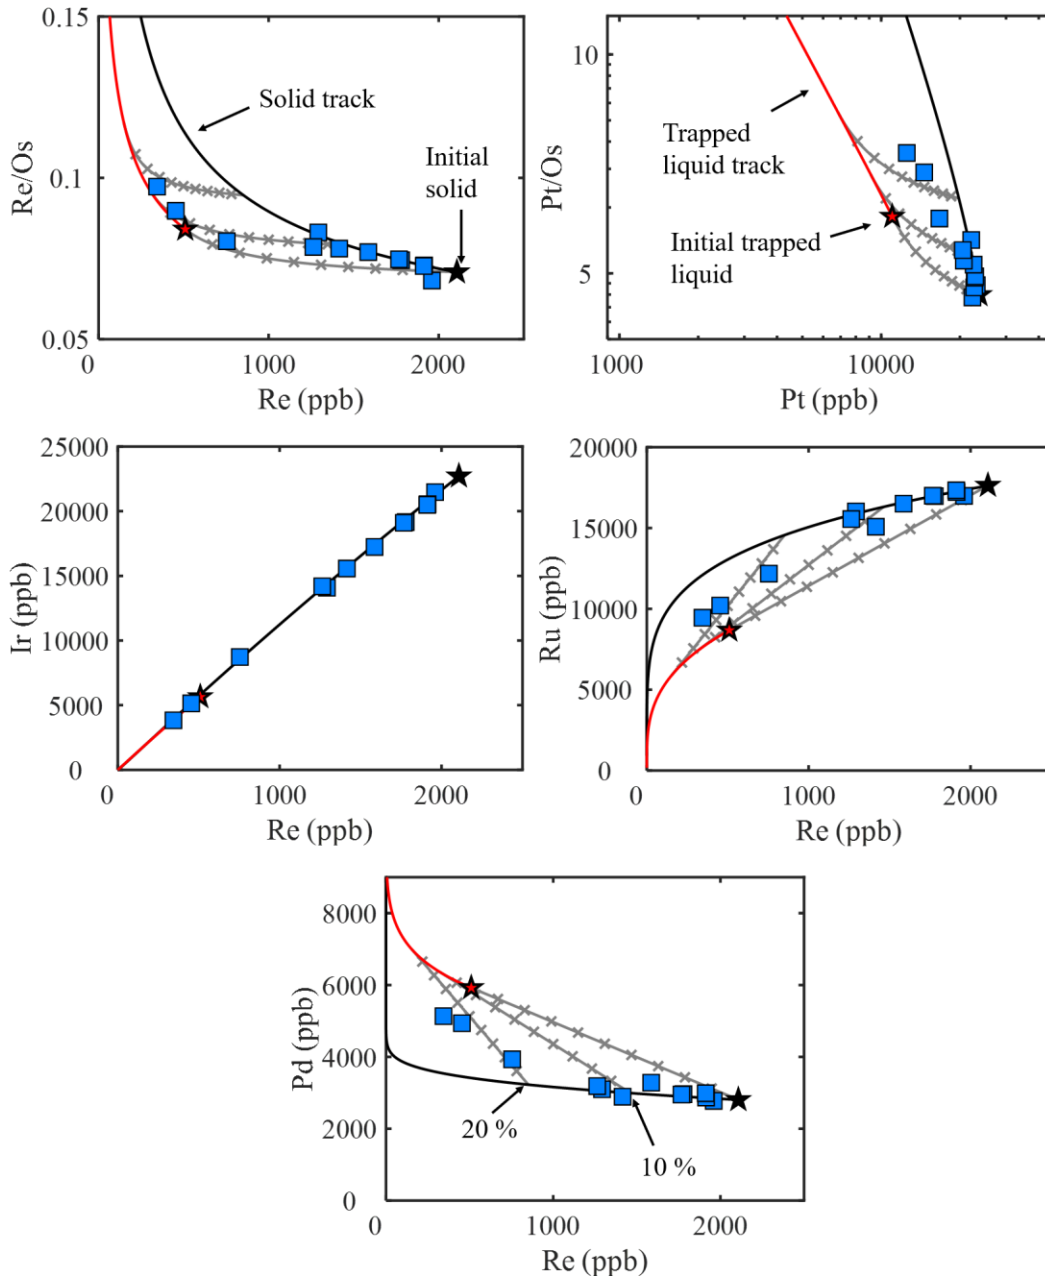 0.15
0.1
0.05
Re/Os
Solid track
Initial
solid
0
1000
2000
Re (ppb)
10
5
Pt/Os
Trapped
liquid track
Initial trapped
liquid
1000
10000
Pt (ppb)
25000
20000
15000
10000
5000
0
Ir (ppb)
0
1000
2000
Re (ppb)
20000
15000
10000
5000
0
Ru (ppb)
0
1000
2000
Re (ppb)
8000
6000
4000
2000
0
Pd (ppb)
20 %
10 %
0
1000
2000
Re (ppb)